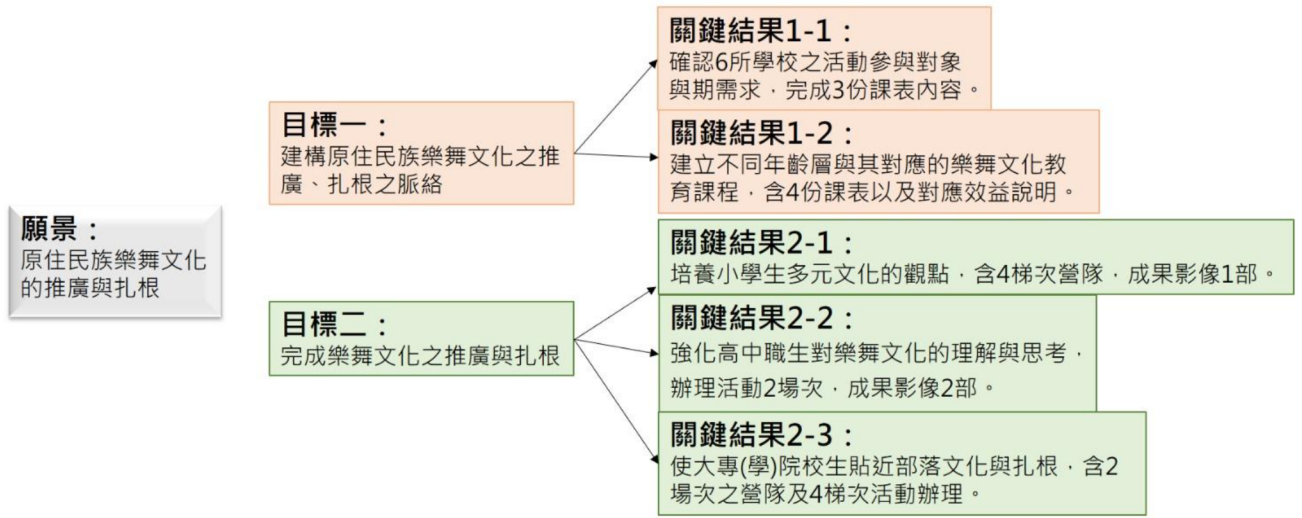 願景：
原住民族樂舞文化
的推廣與扎根
目標一：
建構原住民族樂舞文化之推
廣、扎根之脈絡
關鍵結果1-1：
確認6所學校之活動參與對象
與期需求，完成3份課表內容。
關鍵結果1-2：
建立不同年齡層與其對應的樂舞文化教
育課程，含4份課表以及對應效益說明。
目標二：
完成樂舞文化之推廣與扎根
關鍵結果2-1：
培養小學生多元文化的觀點，含4梯次營隊，成果影像1部。
關鍵結果2-2：
強化高中職生對樂舞文化的理解與思考，
辦理活動2場次，成果影像2部。
關鍵結果2-3：
使大專(學)院校生貼近部落文化與扎根，含2
場次之營隊及4梯次活動辦理。